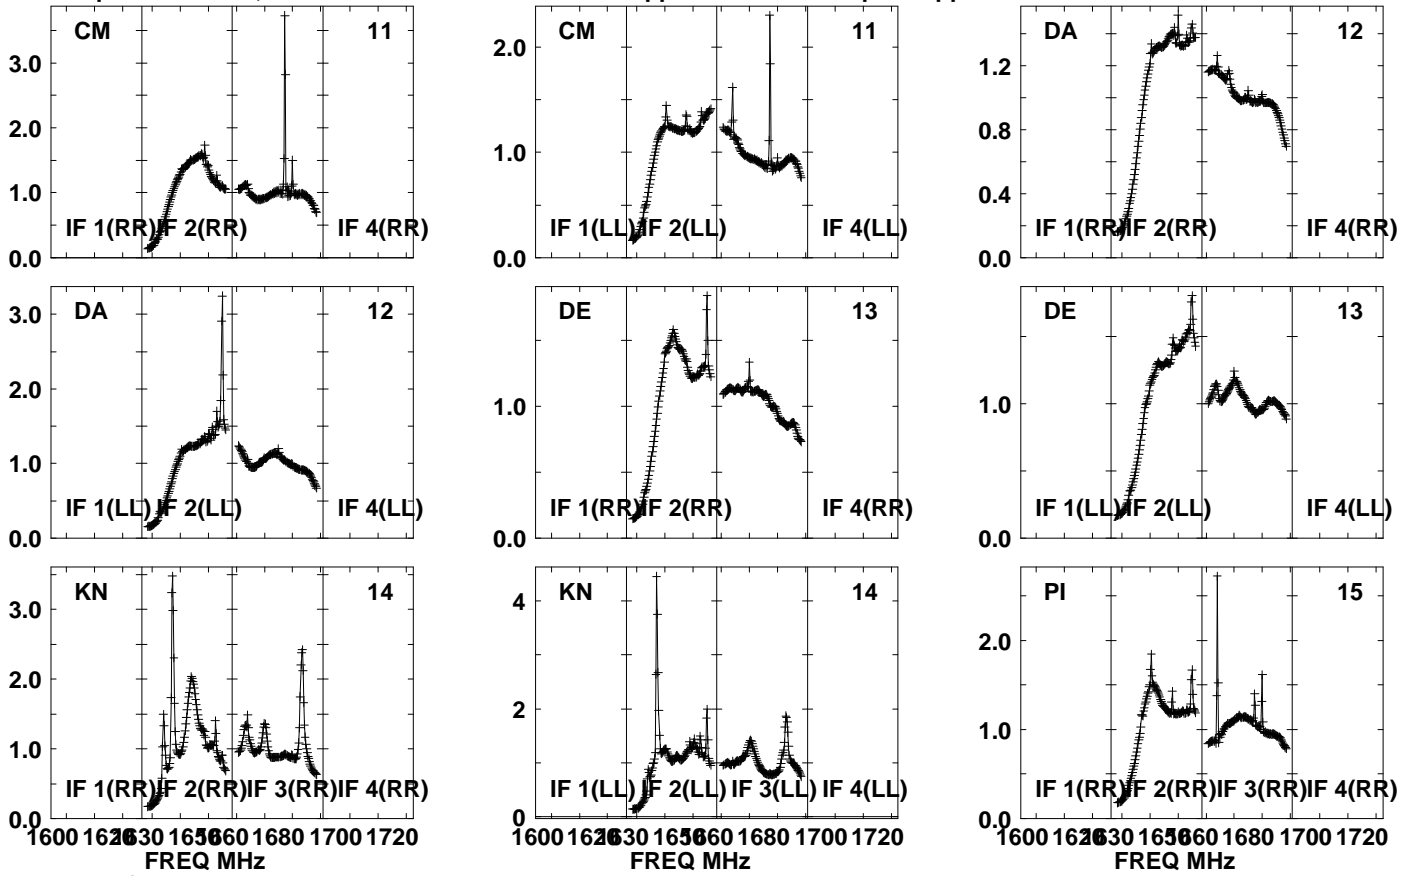 CM 11 CM 11 DA 12
3.0 2.0 1.2
2.0 1.0 0.8
1.0 0.4
IF 1(RR) IF 2(RR) IF 4(RR) IF 1(LL) IF 2(LL) IF 4(LL) IF 1(RR) IF 2(RR) IF 4(RR)
0.0 0.0 0.0
DA 12 DE 13 DE 13
3.0
2.0 1.0 1.0
1.0
IF 1(LL) IF 2(LL) IF 4(LL) IF 1(RR) IF 2(RR) IF 4(RR) IF 1(LL) IF 2(LL) IF 4(LL)
0.0 0.0 0.0
KN 14 KN 14 PI 15
3.0 4 2.0
2.0 2 1.0
1.0
IF 1(RR) IF 2(RR) IF 3(RR) IF 4(RR) IF 1(LL) IF 2(LL) IF 3(LL) IF 4(LL) IF 1(RR) IF 2(RR) IF 3(RR) IF 4(RR)
0.0 0 0.0
1600 1630 1660 1680 1700 1720 1600 1630 1660 1680 1700 1720 1600 1630 1660 1680 1700 1720
FREQ MHz FREQ MHz FREQ MHz